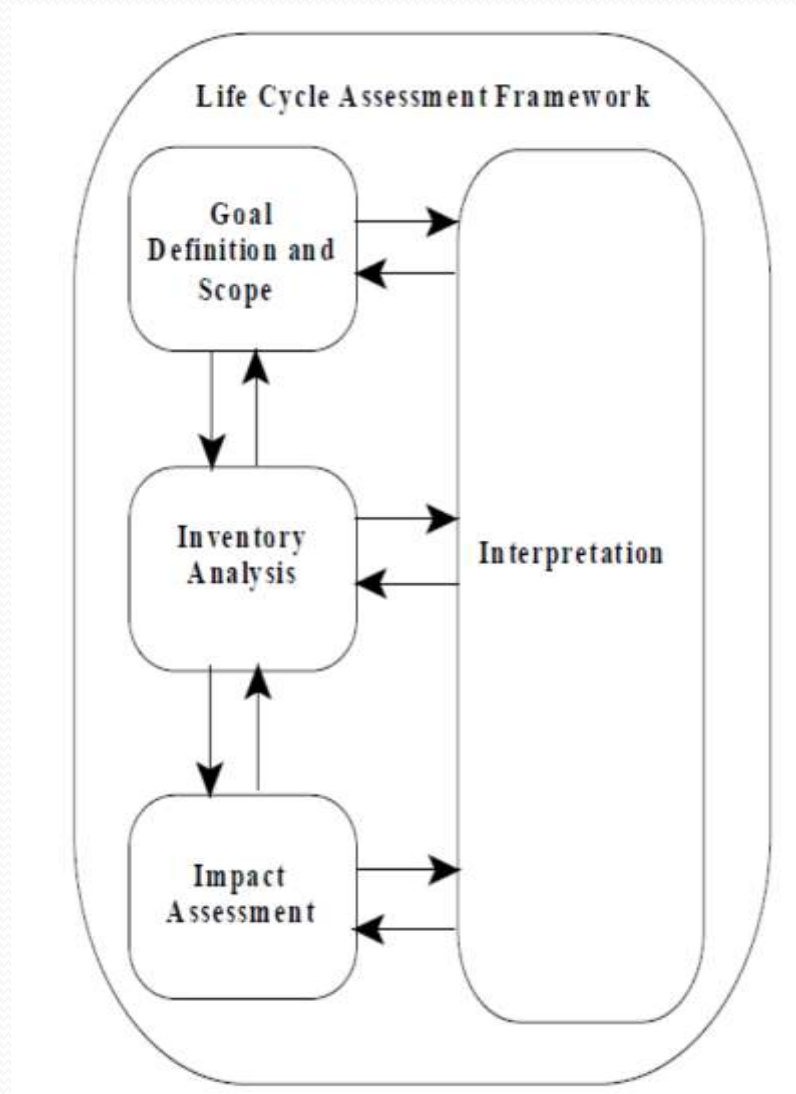 Life Cycle Assessment Framework
Goal
Definition and
Scope
Inventory
Analysis
Interpretation
Impact
Assessment